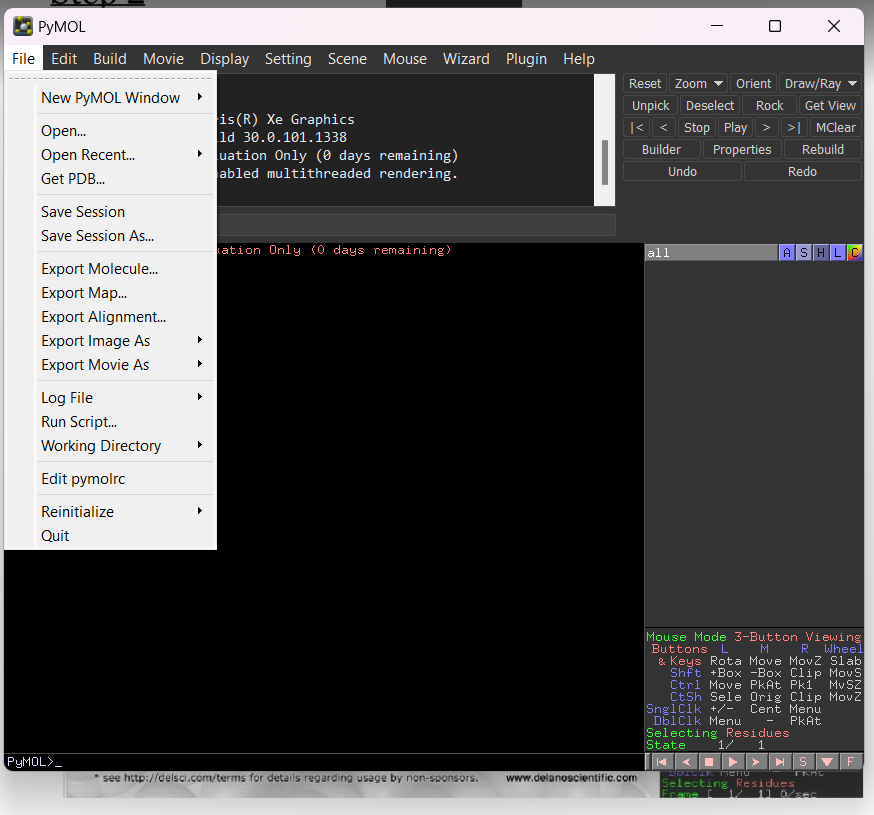 Step 2
PyMOL
File Edit Build Movie Display Setting Scene Mouse Wizard Plugin Help
New PyMOL Window
Open...
Open Recent...
Get PDB...
Save Session
Save Session As...
Export Molecule...
Export Map...
Export Alignment...
Export Image As
Export Movie As
Log File
Run Script...
Working Directory
Edit pymolrc
Reinitialize
Quit
ris(R) Xe Graphics
ld 30.0.101.1338
luation Only (0 days remaining)
nabled multithreaded rendering.
Reset Zoom Orient Draw/Ray
Unpick Deselect Rock Get View
|< < Stop Play > >| MClear
Builder Properties Rebuild
Undo Redo
uation Only (0 days remaining)
all A S H L C
Mouse Mode 3-Button Viewing
Buttons L M R Wheel
& Keys Rota Move MovZ Slab
Shft +Box -Box Clip MovS
Ctrl Move PkAt Pk1 MvSZ
CtSh Sele Orig Clip MovZ
SnglClk +/- Cent Menu
DblClk Menu - PkAt
Selecting Residues
State 1/ 1
PyMOL>_
S F
* see http://delsci.com/terms for details regarding usage by non-sponsors. www.delanoscientific.com
DblClk Menu - PkAt
Selecting Residues
Frame [ 1/ 1] 0/sec